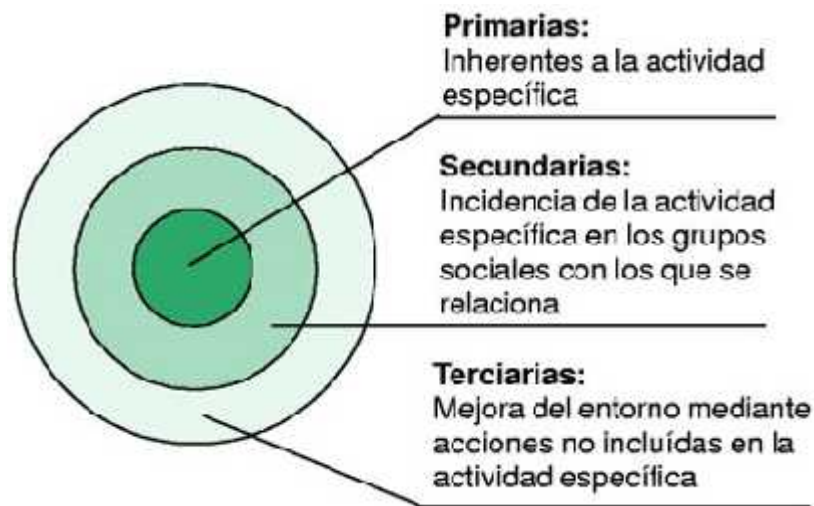 Primarias:
Inherentes a la actividad
específica
Secundarias:
Incidencia de la actividad
específica en los grupos
sociales con los que se
relaciona
Terciarias:
Mejora del entorno mediante
acciones no incluídas en la
actividad específica